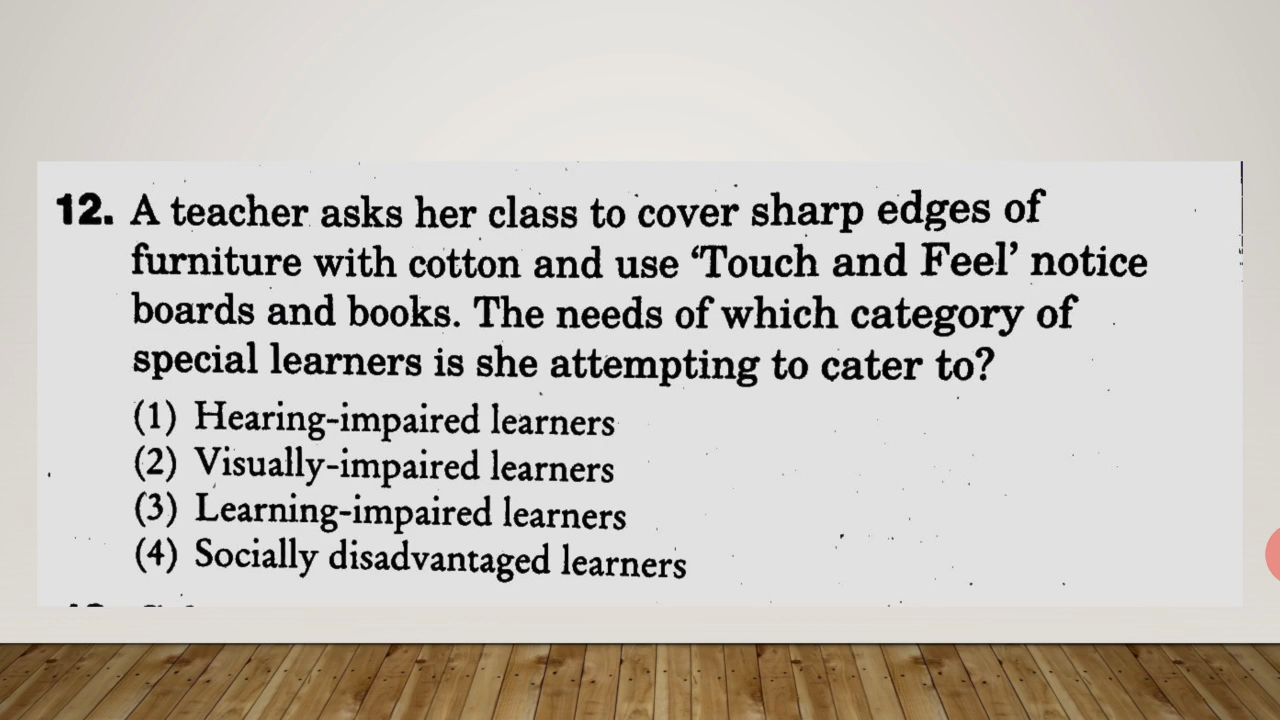 12. A teacher asks her class to cover sharp edges of
furniture with cotton and use ‘Touch and Feel’ notice
boards and books. The needs of which category of
special learners is she attempting to cater to?
(1) Hearing-impaired learners
(2) Visually-impaired learners
(3) Learning-impaired learners
(4) Socially disadvantaged learners